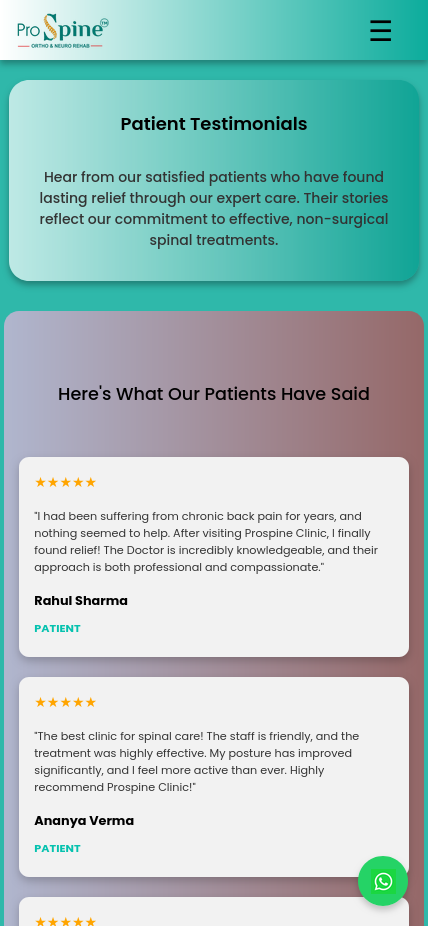 Pro Spine TM
ORTHO & NEURO REHAB
Patient Testimonials
Hear from our satisfied patients who have found
lasting relief through our expert care. Their stories
reflect our commitment to effective, non-surgical
spinal treatments.
Here's What Our Patients Have Said
★★★★★
"I had been suffering from chronic back pain for years, and
nothing seemed to help. After visiting Prospine Clinic, I finally
found relief! The Doctor is incredibly knowledgeable, and their
approach is both professional and compassionate."
Rahul Sharma
PATIENT
★★★★★
"The best clinic for spinal care! The staff is friendly, and the
treatment was highly effective. My posture has improved
significantly, and I feel more active than ever. Highly
recommend Prospine Clinic!"
Ananya Verma
PATIENT
★★★★★